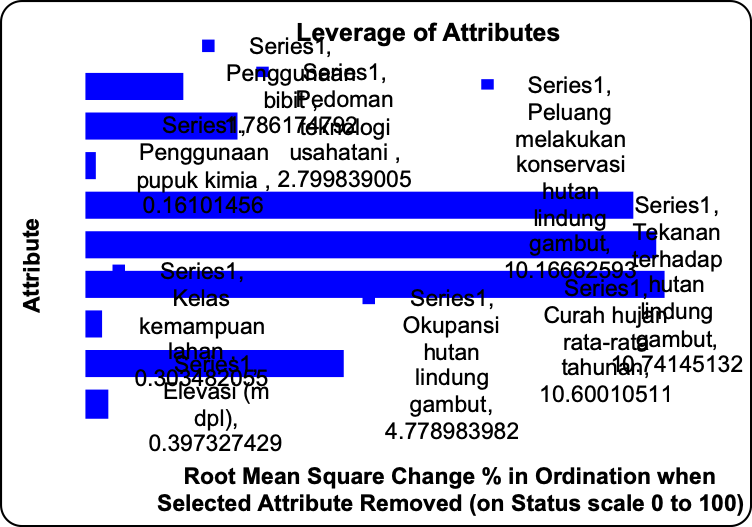 Leverage of Attributes
Series1,
Penggunaan
bibit ,
1.786174792
Series1,
Pedoman
teknologi
usahatani ,
2.799839005
Series1,
Penggunaan
pupuk kimia ,
0.16101456
Series1,
Peluang
melakukan
konservasi
hutan
lindung
gambut,
10.16662593
Series1,
Tekanan
terhadap
hutan
lindung
gambut,
10.74145132
Series1,
Curah hujan
rata-rata
tahunan,
10.60010511
Series1,
Kelas
kemampuan
lahan ,
0.303482055
Series1,
Okupansi
hutan
lindung
gambut,
4.778983982
Series1,
Elevasi (m
dpl),
0.397327429
Attribute
Root Mean Square Change % in Ordination when
Selected Attribute Removed (on Status scale 0 to 100)